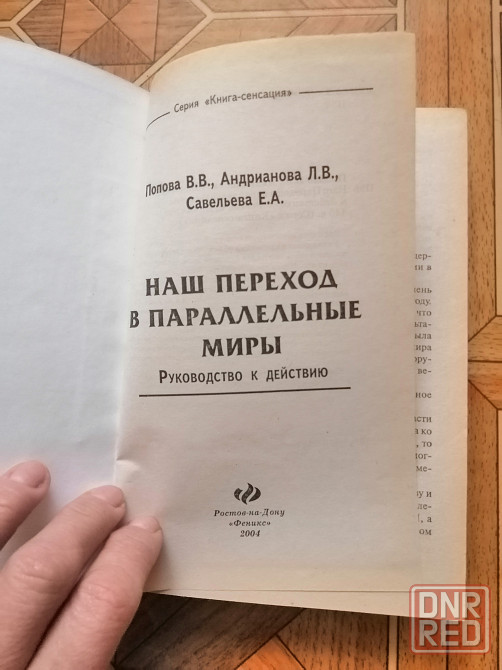 Серия «Книга-сенсация»
Попова В.В., Андрианова Л.В.,
Савельева Е.А.
НАШ ПЕРЕХОД
В ПАРАЛЛЕЛЬНЫЕ
МИРЫ
Руководство к действию
Ростов-на-Дону
«Феникс»
2004
DNR
RED